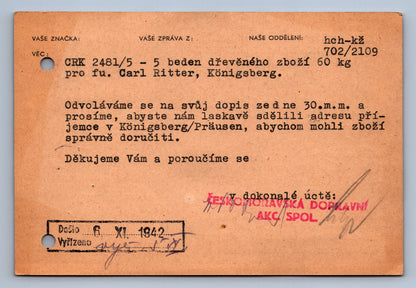 VAŠE ZNAČKA: VAŠE ZPRÁVA Z: NAŠE ODDĚLENÍ: hch-kž
702/2109
VĚC:
CRK 2481/5 - 5 beden dřevěného zboží 60 kg
pro fu. Carl Ritter, Königsberg.
Odvoláváme se na svůj dopis ze dne 30.m.m. a
prosíme, abyste nám laskavě sdělili adresu pří-
jemce v Königsberg/Präusen, abychom mohli zboží
správně doručiti.
Děkujeme Vám a poroučíme se
v dokonalé úctě:
ČESKOMORAVSKÁ DOPRAVNÍ
AKC. SPOL.
Došlo 6 XI. 1942
Vyřízeno